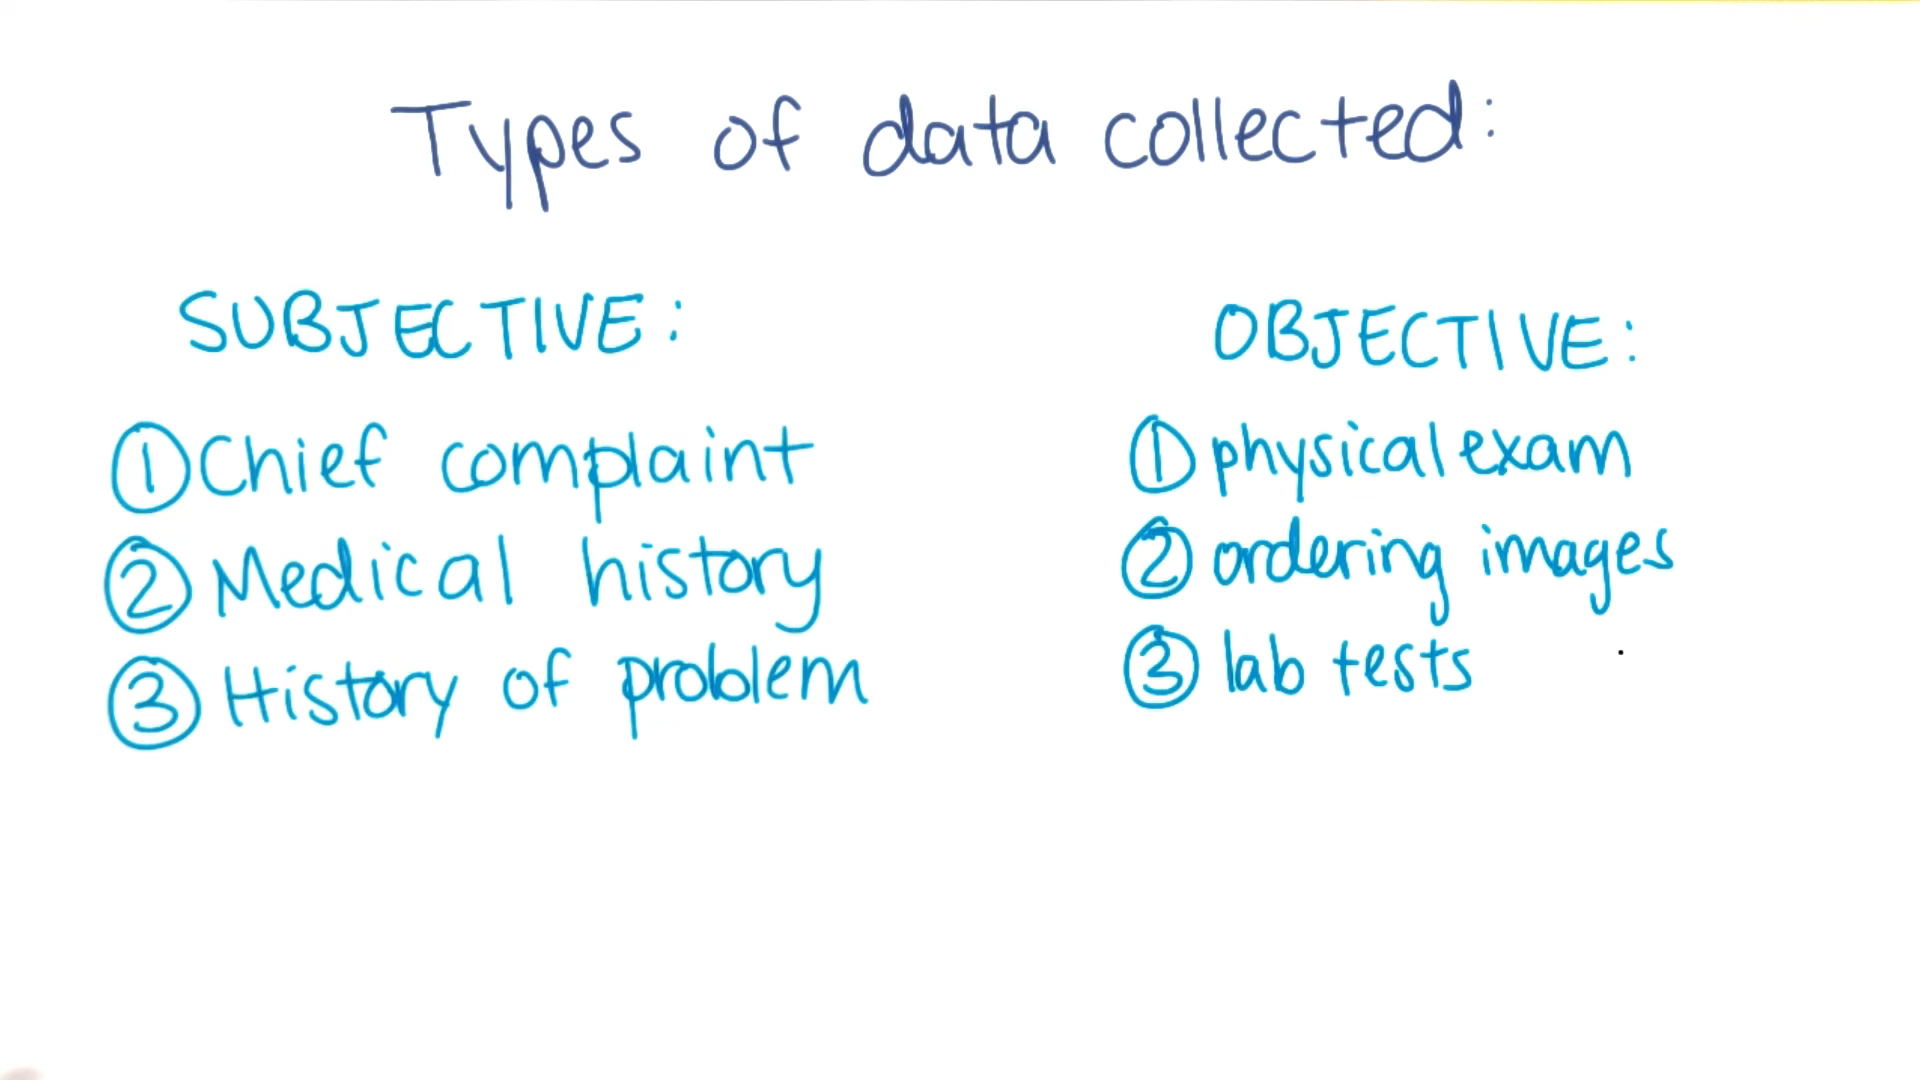 Types of data collected:
SUBJECTIVE:
① Chief complaint
② Medical history
③ History of problem
OBJECTIVE:
① physical exam
② ordering images
③ lab tests